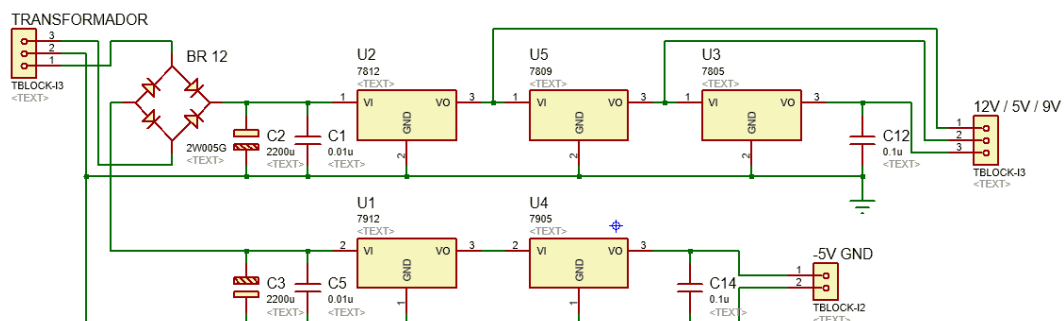 TRANSFORMADOR
3
2
1
TBLOCK-I3
<TEXT>
BR 12
2W005G
<TEXT>
C2
2200u
<TEXT>
C1
0.01u
<TEXT>
U2
7812
<TEXT>
1
VI
VO
3
GND
2
U5
7809
<TEXT>
1
VI
VO
3
GND
2
U3
7805
<TEXT>
1
VI
VO
3
GND
2
C12
0.1u
<TEXT>
12V / 5V / 9V
1
2
3
TBLOCK-I3
<TEXT>
C3
2200u
<TEXT>
C5
0.01u
<TEXT>
U1
7912
<TEXT>
2
VI
VO
3
GND
1
U4
7905
<TEXT>
2
VI
VO
3
GND
1
C14
0.1u
<TEXT>
-5V GND
1
2
TBLOCK-I2
<TEXT>